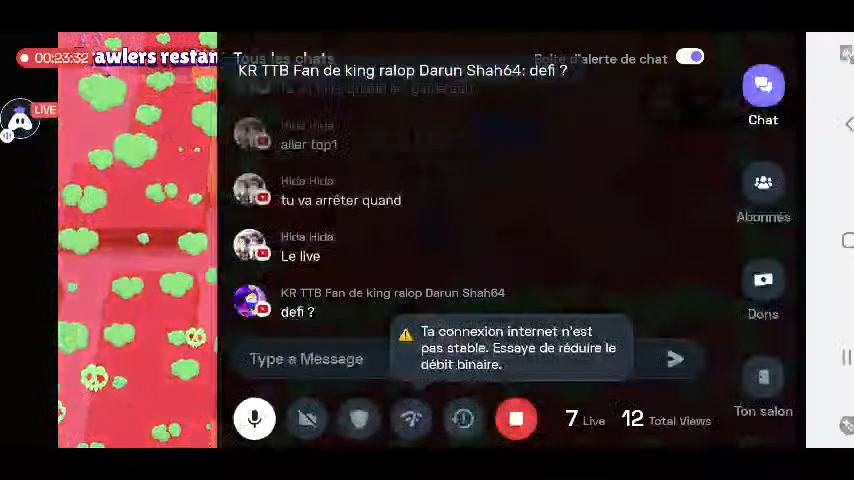 00:23:32
awlers restan
Tous les chats
Boîte d'alerte de chat
KR TTB Fan de king ralop Darun Shah64: defi ?
LIVE
Hida Hida
aller top1
Hida Hida
tu va arrêter quand
Hida Hida
Le live
KR TTB Fan de king ralop Darun Shah64
defi ?
Ta connexion internet n'est
pas stable. Essaye de réduire le
débit binaire.
Type a Message
7 Live 12 Total Views
Chat
Abonnés
Dons
Ton salon